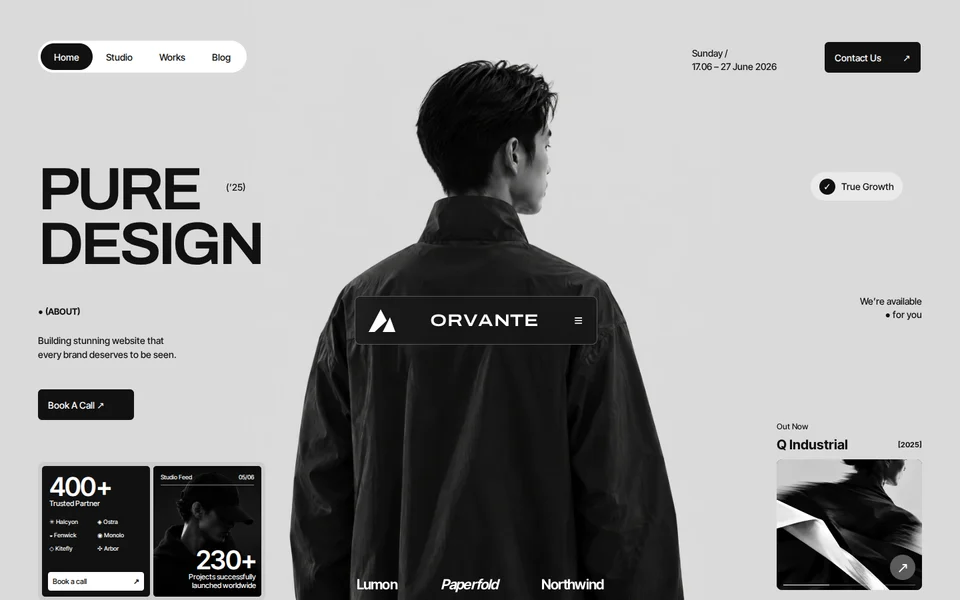 Home Studio Works Blog
Sunday /
17.06 – 27 June 2026
Contact Us ↗
PURE
DESIGN
('25)
✓ True Growth
● (ABOUT)
Building stunning website that
every brand deserves to be seen.
Book A Call ↗
ORVANTE
We're available
● for you
400+
Trusted Partner
Halcyon Ostra
Fenwick Monolo
Kitefly Arbor
Book a call ↗
Studio Feed 05/06
230+
Projects successfully
launched worldwide
Lumon Paperfold Northwind
Out Now
Q Industrial [2025]